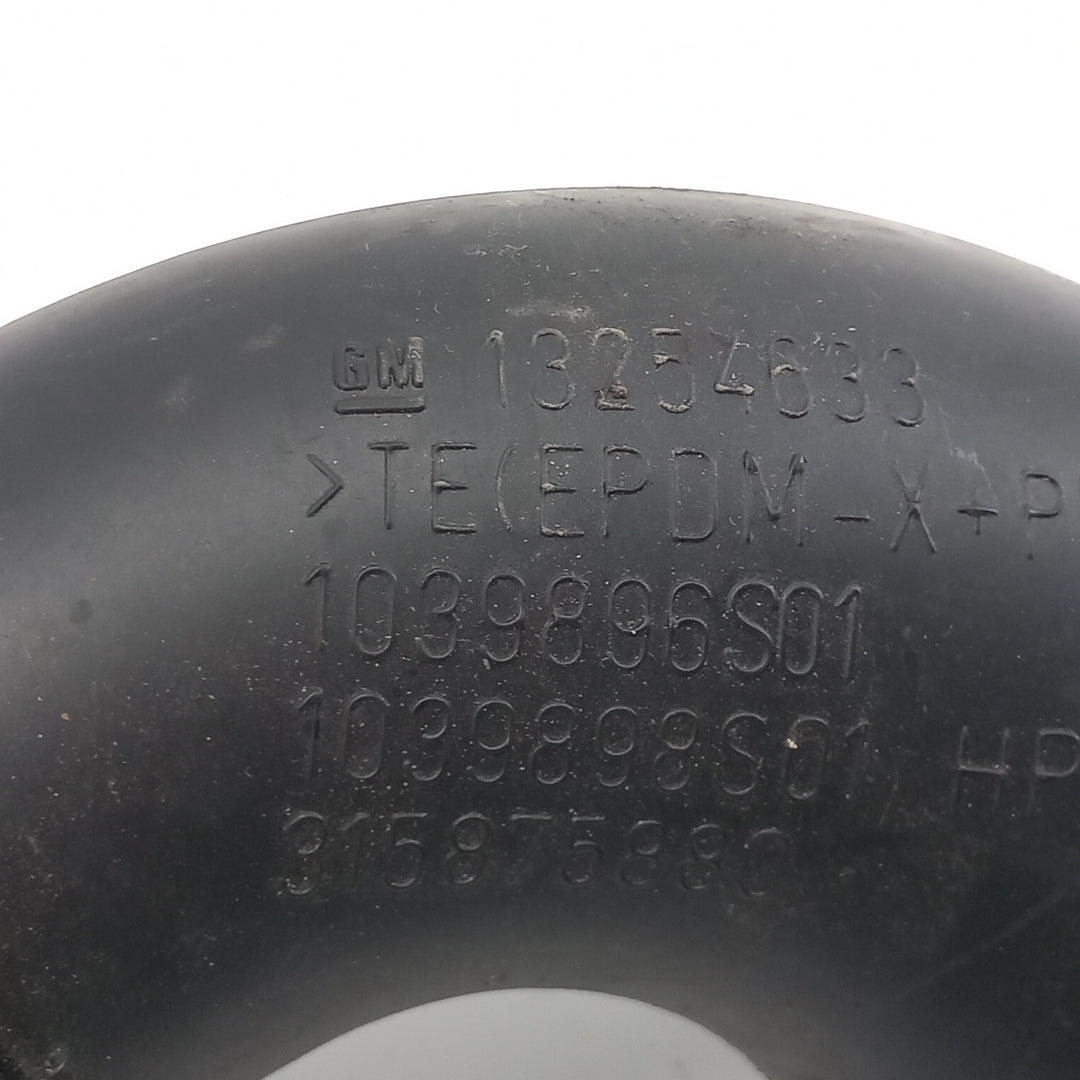 GM 13254633
>TE(EPDM-X+P
1039896S01
1039898S01 HP
315875880